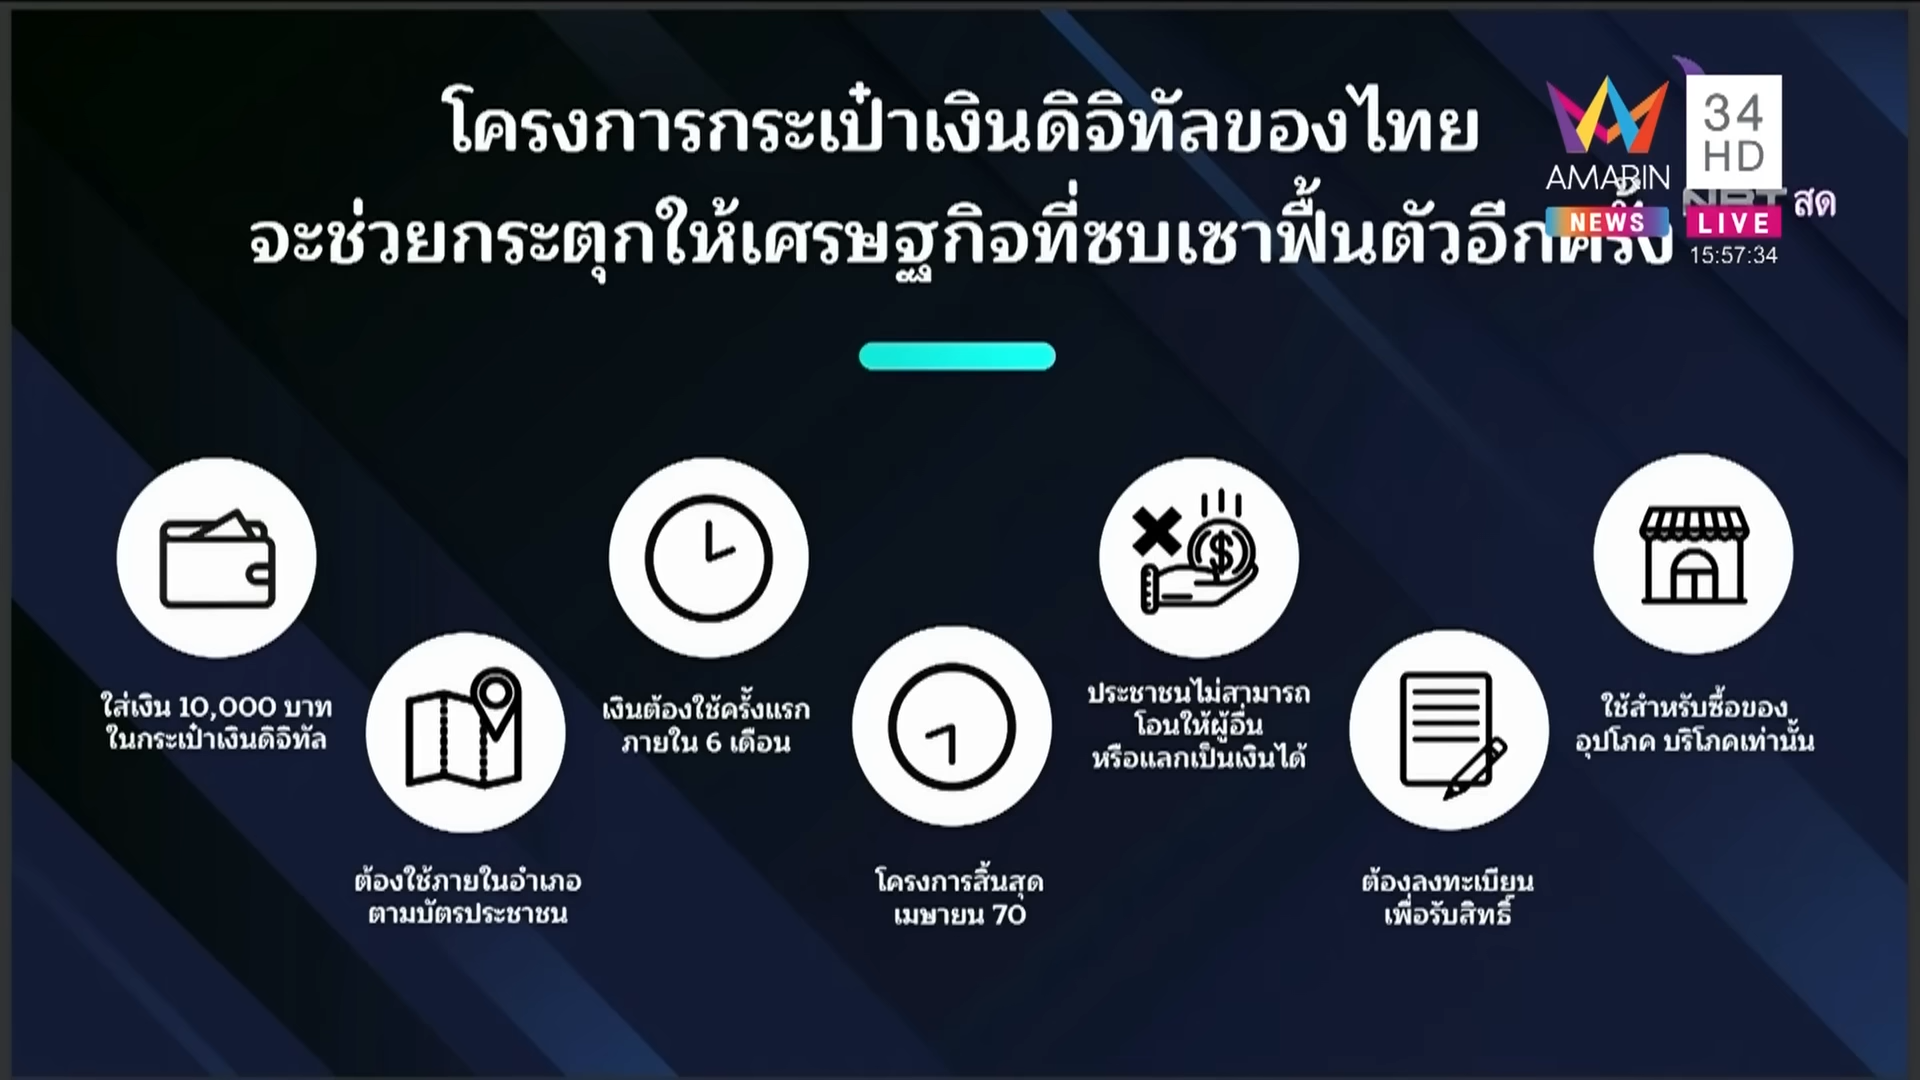 โครงการกระเป๋าเงินดิจิทัลของไทย
จะช่วยกระตุกให้เศรษฐกิจที่ซบเซาฟื้นตัวอีกครั้ง
AMARIN
NEWS
34
HD
NBT
สด
LIVE
15:57:34
ใส่เงิน 10,000 บาท
ในกระเป๋าเงินดิจิทัล
ต้องใช้ภายในอำเภอ
ตามบัตรประชาชน
เงินต้องใช้ครั้งแรก
ภายใน 6 เดือน
โครงการสิ้นสุด
เมษายน 70
ประชาชนไม่สามารถ
โอนให้ผู้อื่น
หรือแลกเป็นเงินได้
ต้องลงทะเบียน
เพื่อรับสิทธิ์
ใช้สำหรับซื้อของ
อุปโภค บริโภคเท่านั้น